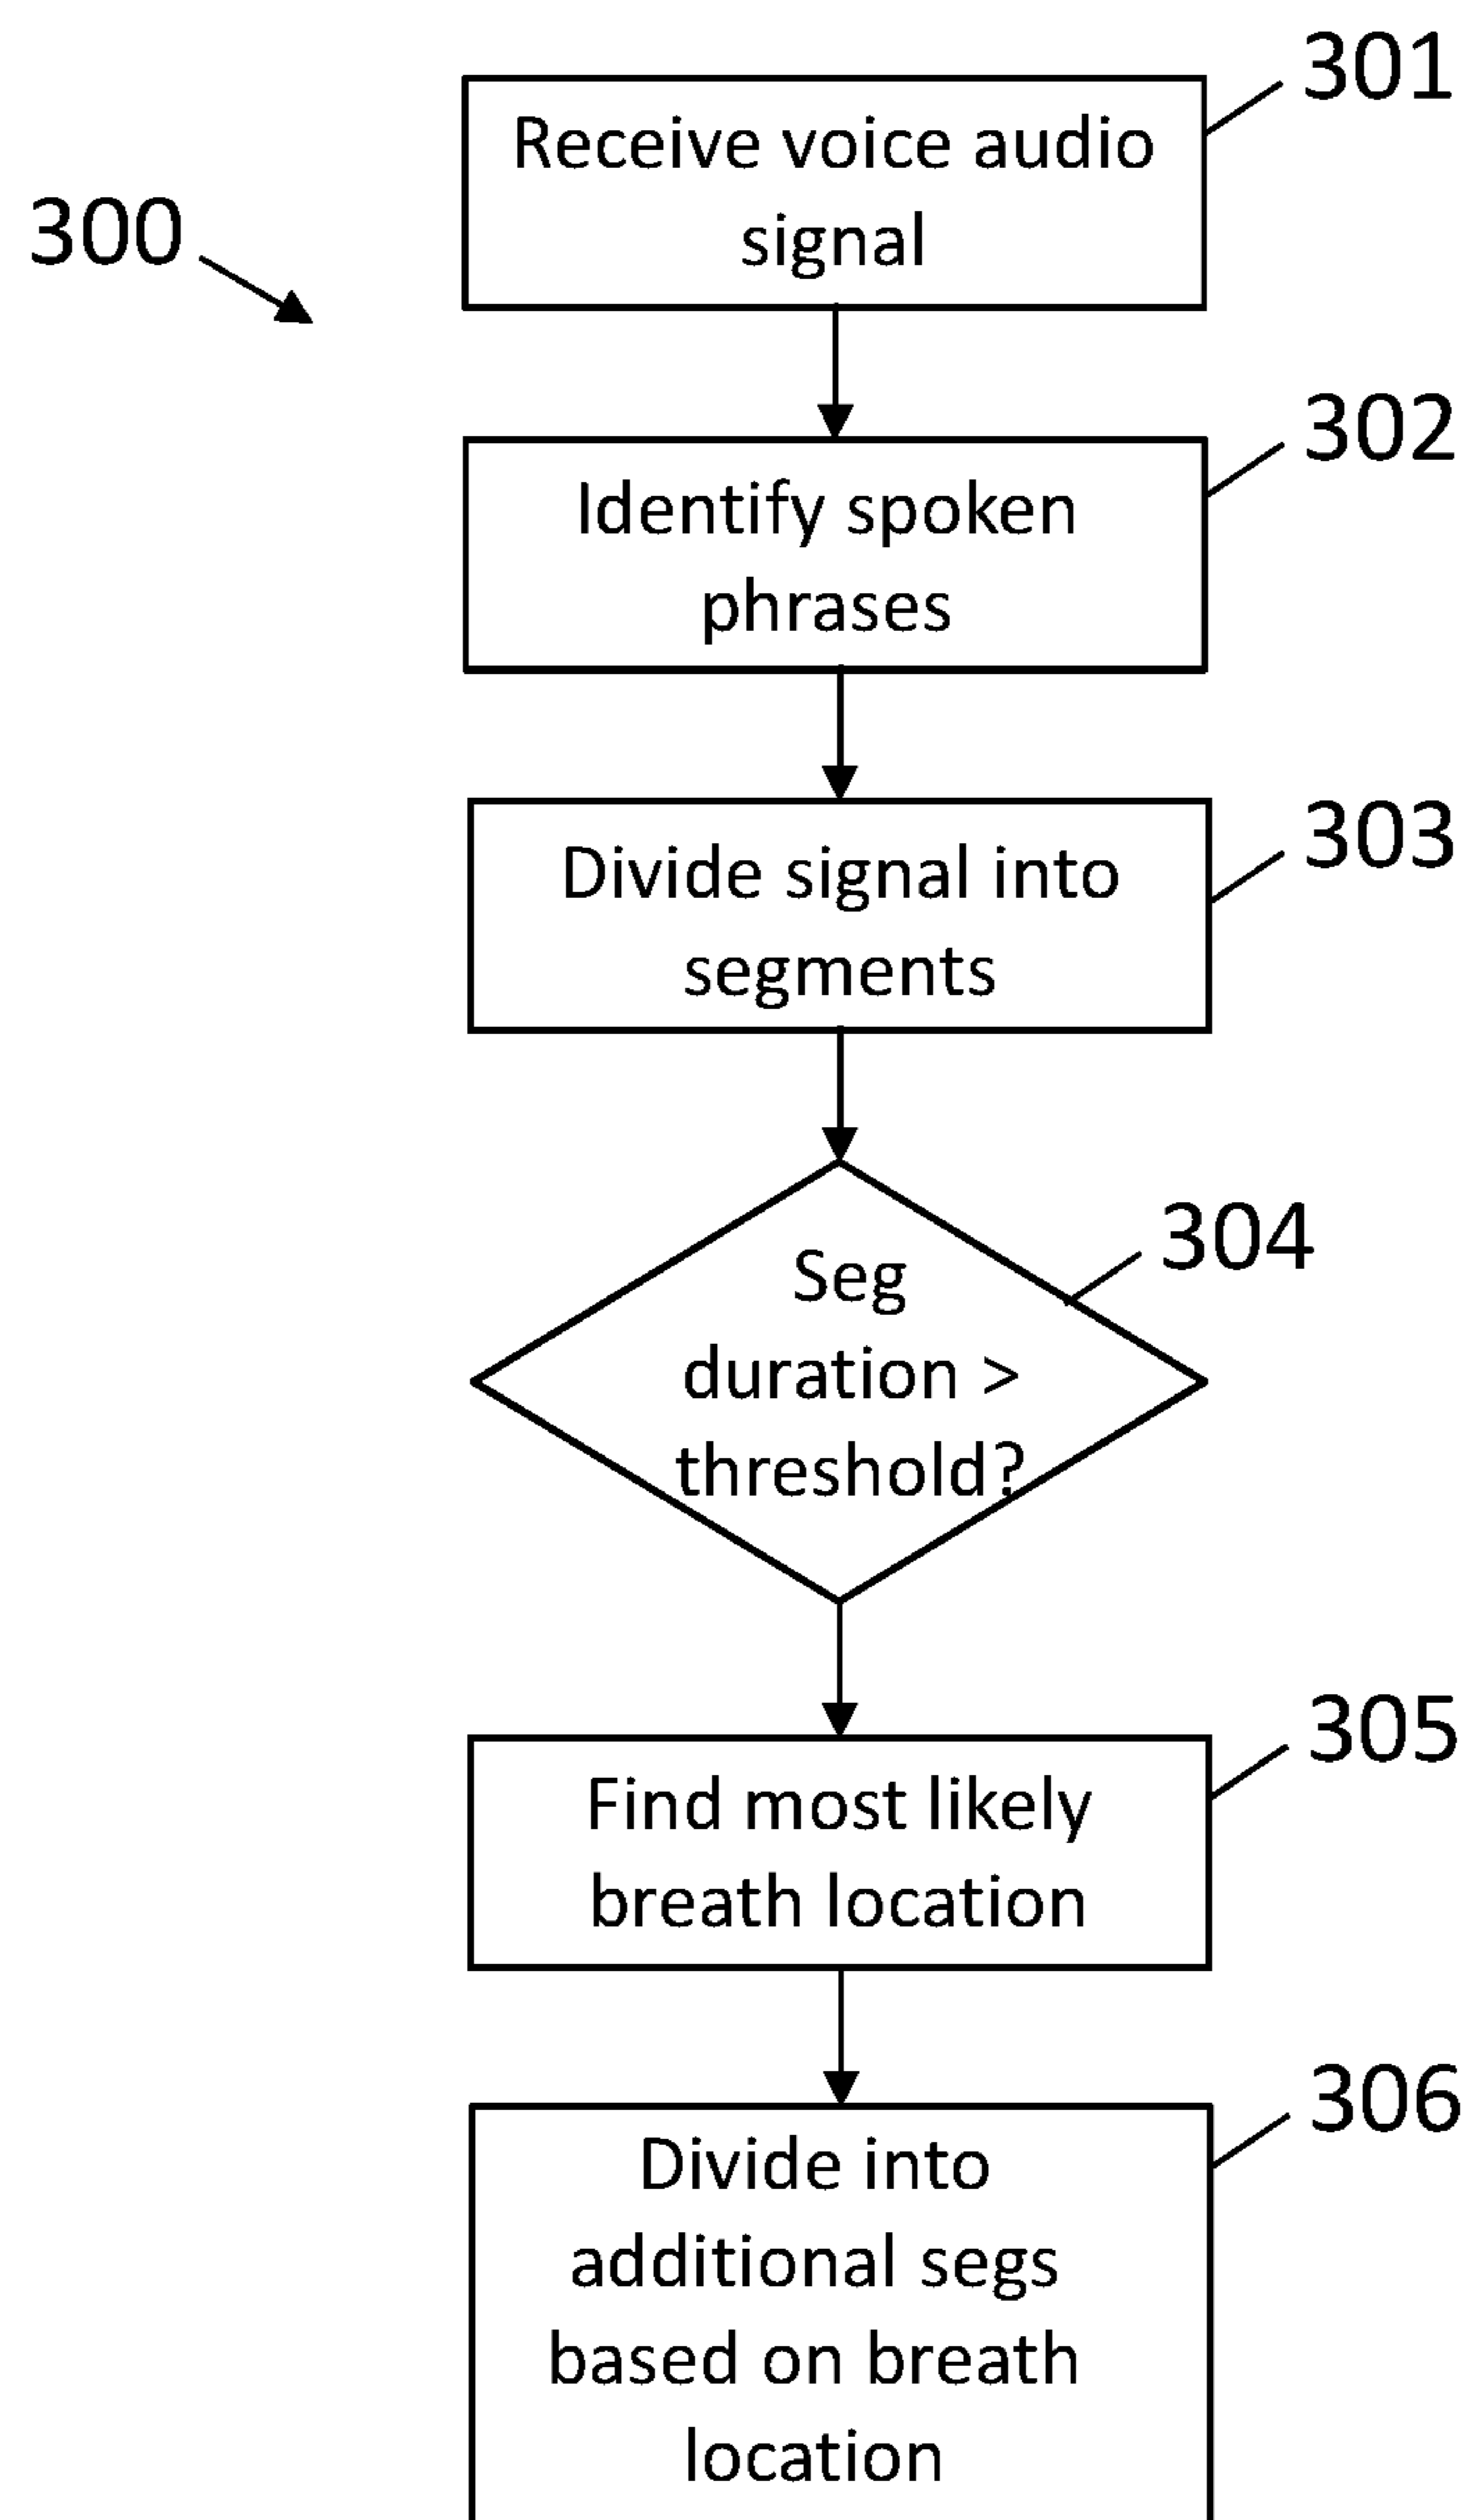 301
Receive voice audio
signal
300
302
Identify spoken
phrases
303
Divide signal into
segments
304
Seg
duration >
threshold?
305
Find most likely
breath location
306
Divide into
additional segs
based on breath
location